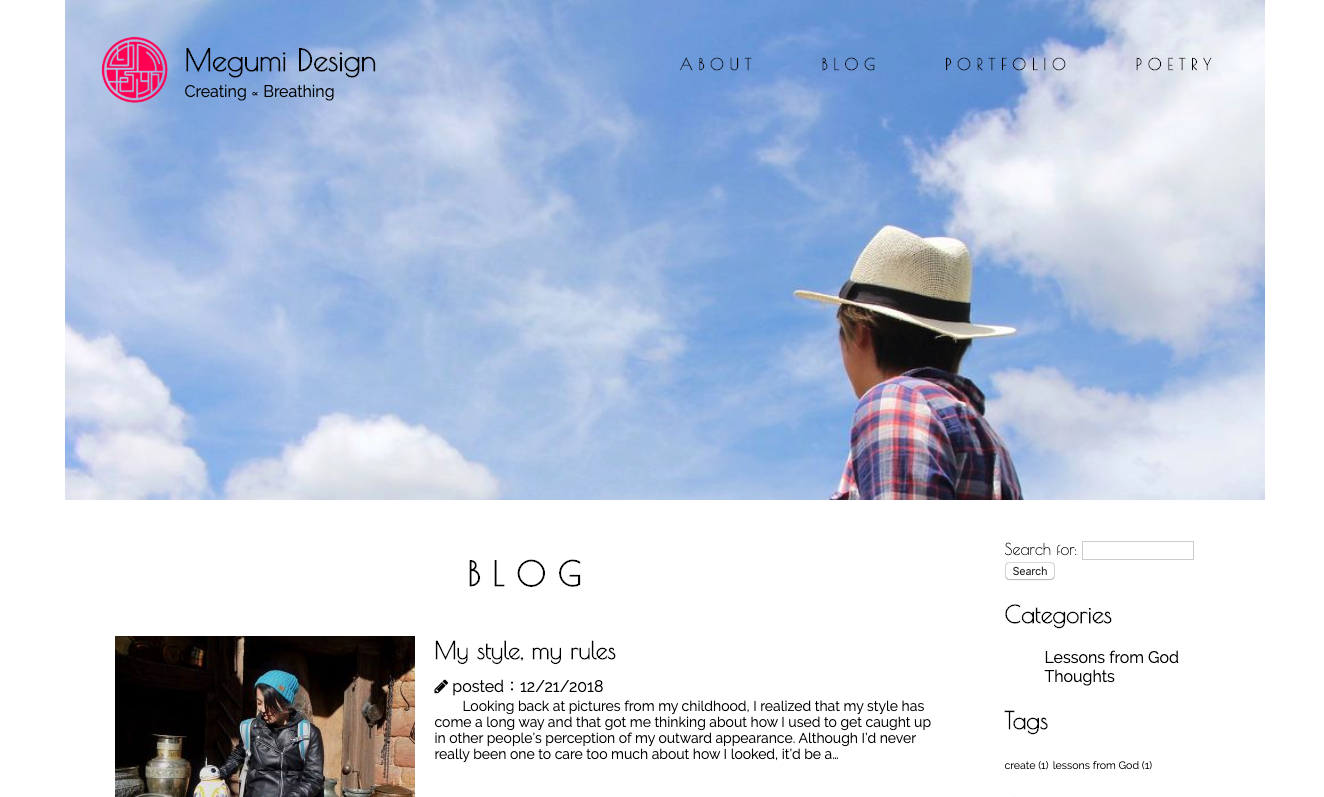 Megumi Design
Creating ∝ Breathing
ABOUT BLOG PORTFOLIO POETRY
BLOG
My style, my rules
posted：12/21/2018
Looking back at pictures from my childhood, I realized that my style has
come a long way and that got me thinking about how I used to get caught up
in other people's perception of my outward appearance. Although I'd never
really been one to care too much about how I looked, it'd be a...
Search for:
Search
Categories
Lessons from God
Thoughts
Tags
create (1) lessons from God (1)